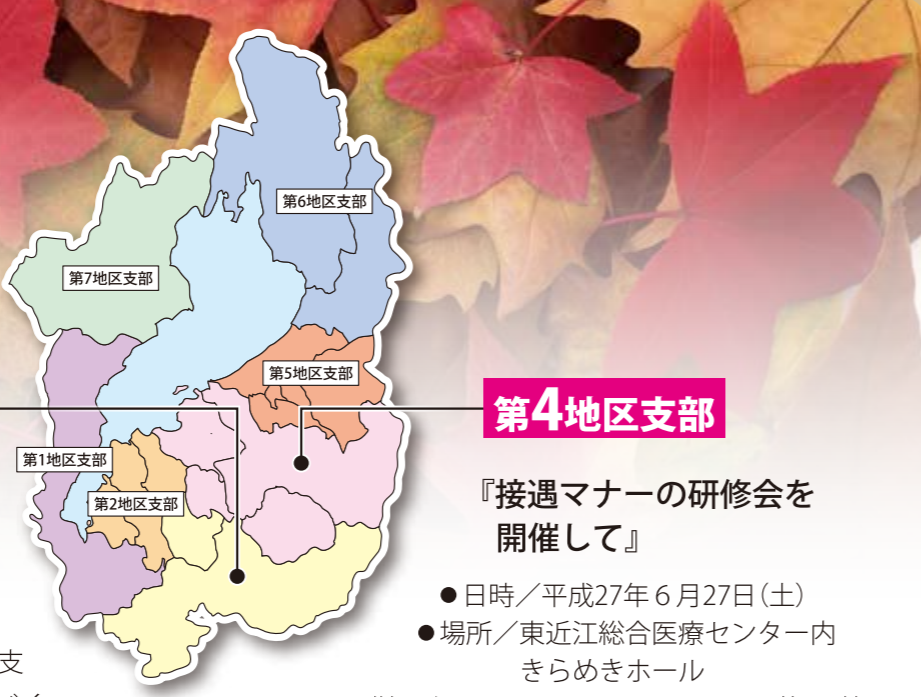 第6地区支部
第7地区支部
第5地区支部
第4地区支部
第1地区支部
第2地区支部
『接遇マナーの研修会を
開催して』
●日時／平成27年６月27日(土)
●場所／東近江総合医療センター内
きらめきホール
支